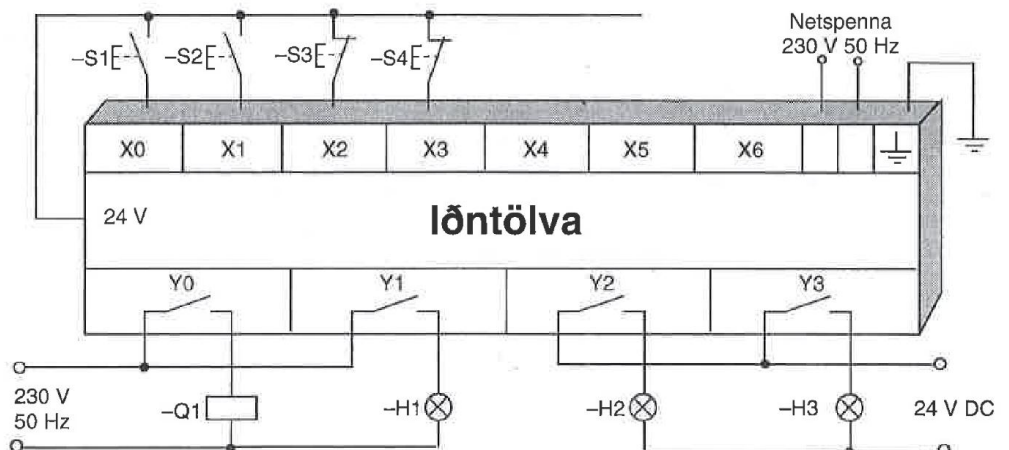 Netspenna
230 V 50 Hz
–S1 –S2 –S3 –S4
X0 X1 X2 X3 X4 X5 X6
24 V
Iðntölva
Y0 Y1 Y2 Y3
230 V
50 Hz
–Q1 –H1 –H2 –H3 24 V DC